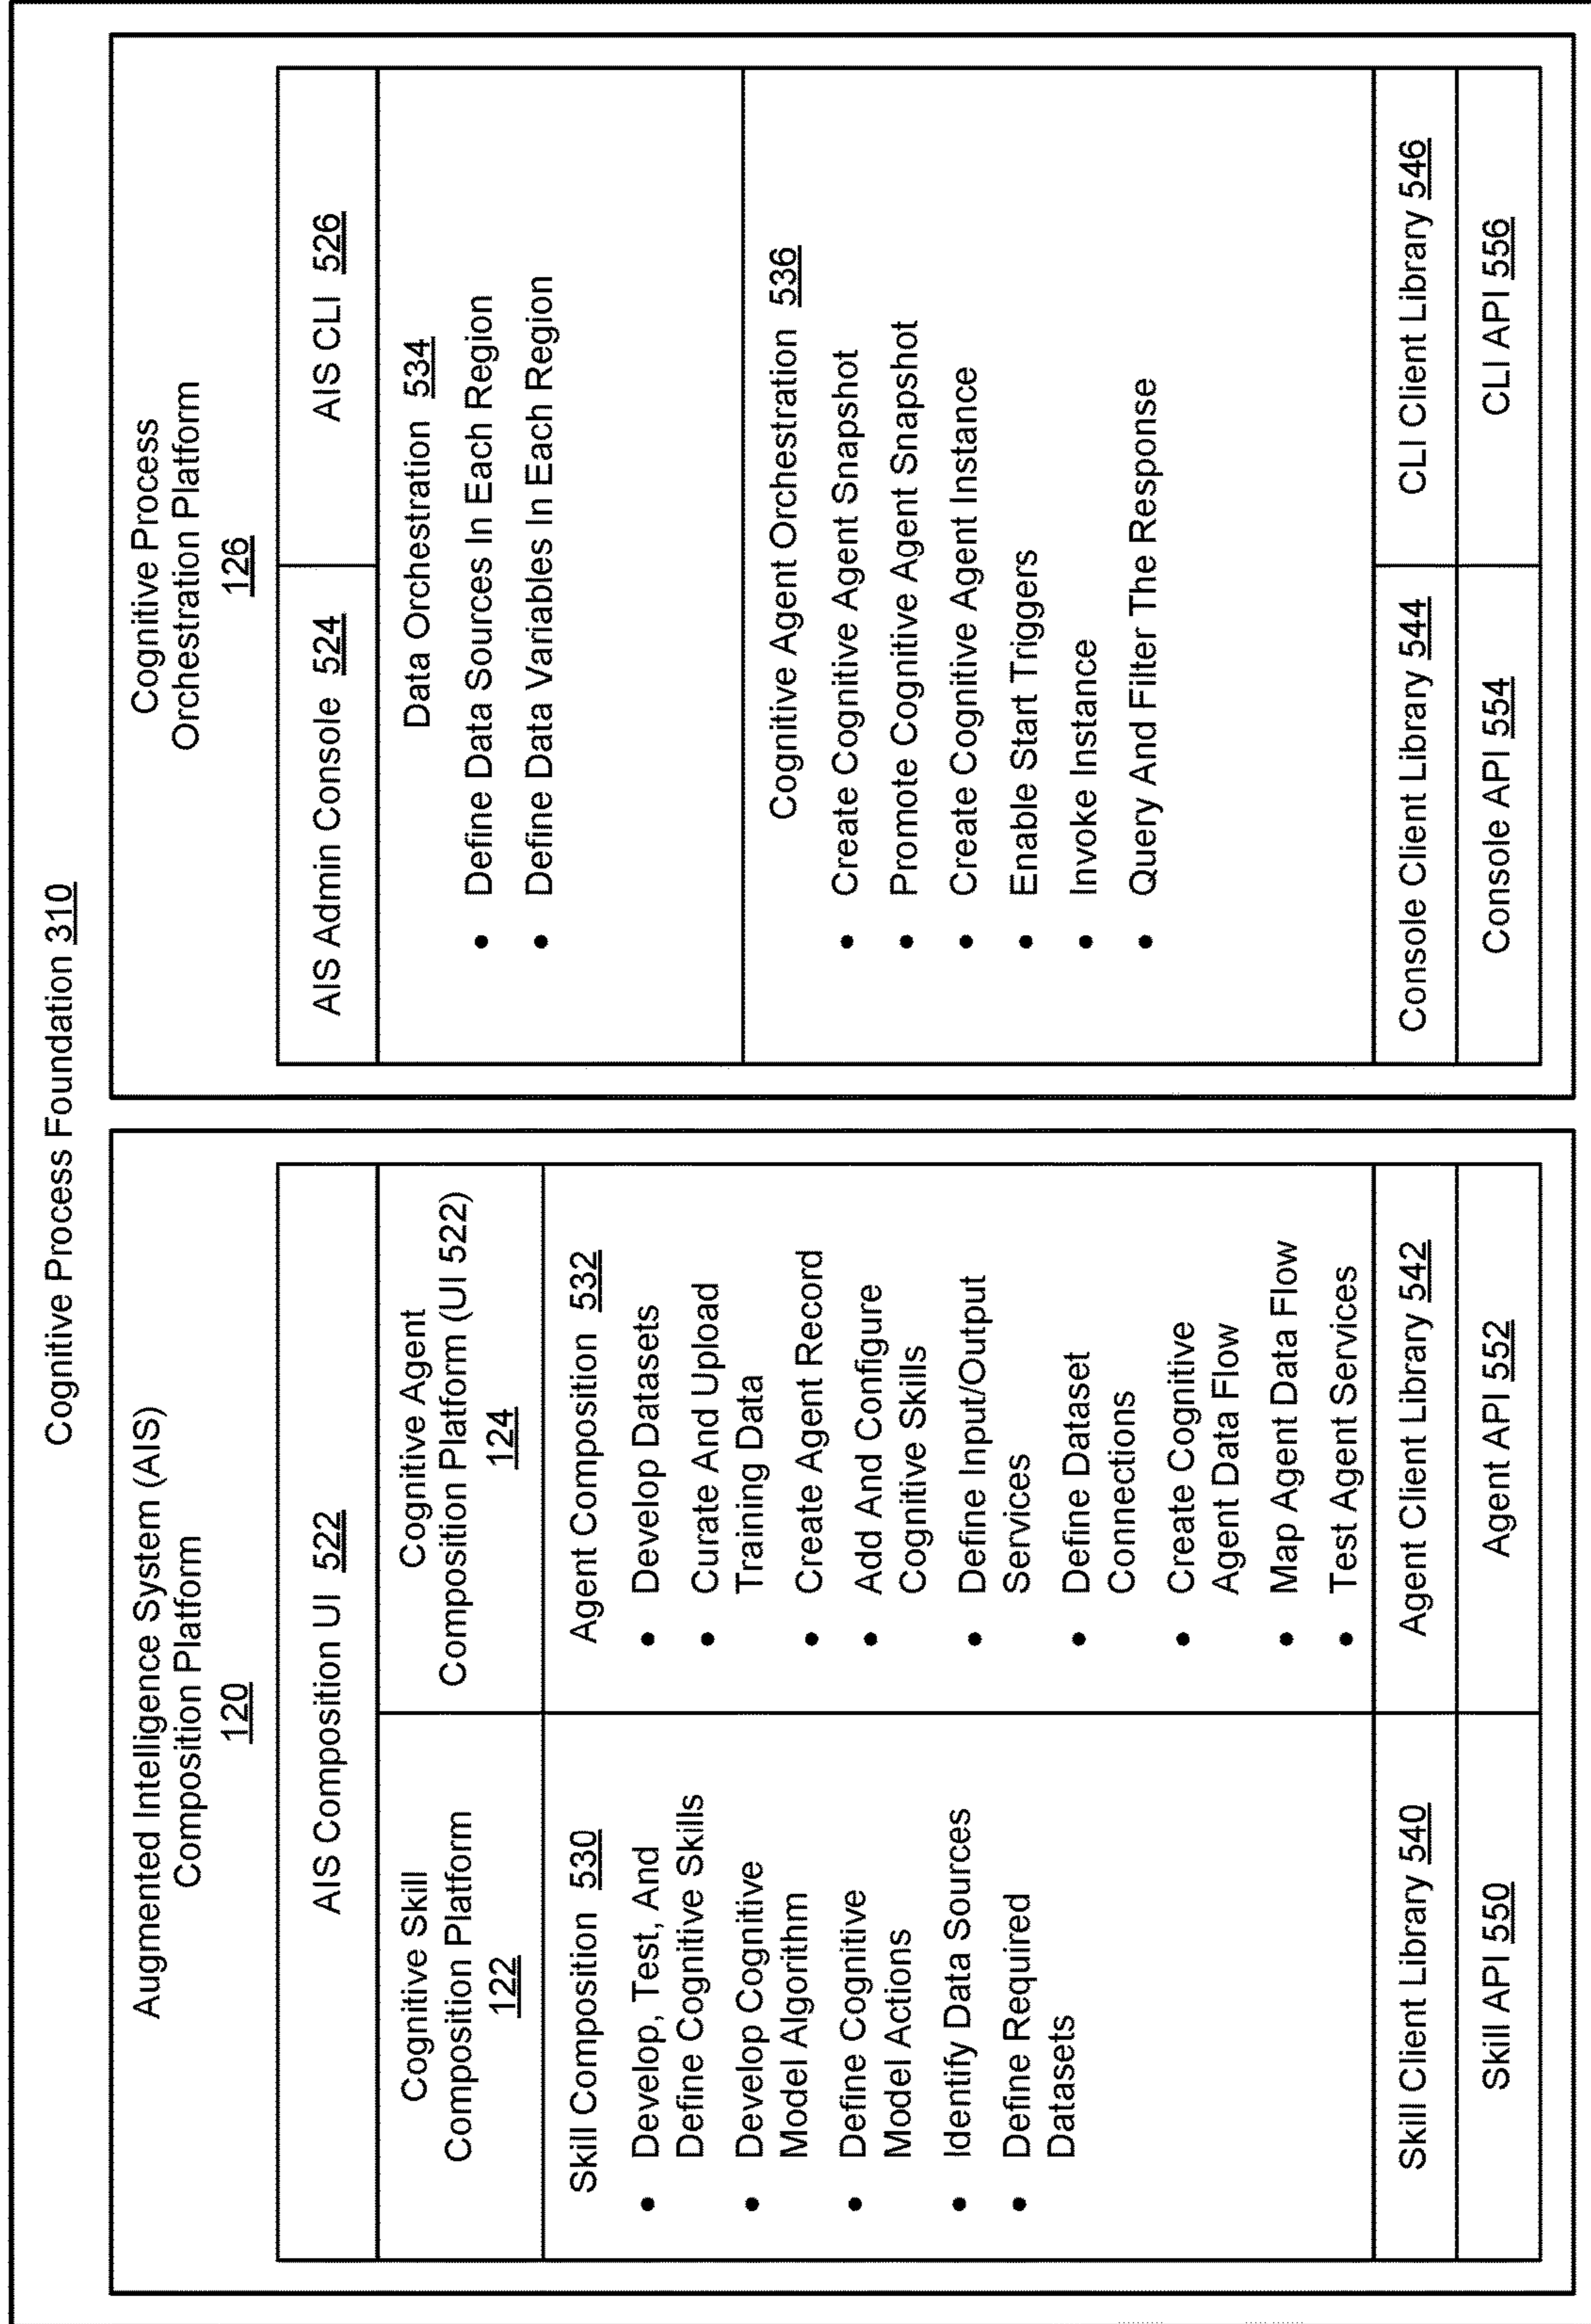 Cognitive Process Foundation 310
Augmented Intelligence System (AIS)
Composition Platform
120
AIS Composition UI 522
Cognitive Skill
Composition Platform
122
Skill Composition 530
• Develop, Test, And
Define Cognitive Skills
• Develop Cognitive
Model Algorithm
• Define Cognitive
Model Actions
• Identify Data Sources
• Define Required
Datasets
Skill Client Library 540
Skill API 550
Cognitive Agent
Composition Platform (UI 522)
124
Agent Composition 532
• Develop Datasets
• Curate And Upload
Training Data
• Create Agent Record
• Add And Configure
Cognitive Skills
• Define Input/Output
Services
• Define Dataset
Connections
• Create Cognitive
Agent Data Flow
• Map Agent Data Flow
• Test Agent Services
Agent Client Library 542
Agent API 552
Cognitive Process
Orchestration Platform
126
AIS Admin Console 524
AIS CLI 526
Data Orchestration 534
• Define Data Sources In Each Region
• Define Data Variables In Each Region
Cognitive Agent Orchestration 536
• Create Cognitive Agent Snapshot
• Promote Cognitive Agent Snapshot
• Create Cognitive Agent Instance
• Enable Start Triggers
• Invoke Instance
• Query And Filter The Response
Console Client Library 544
CLI Client Library 546
Console API 554
CLI API 556